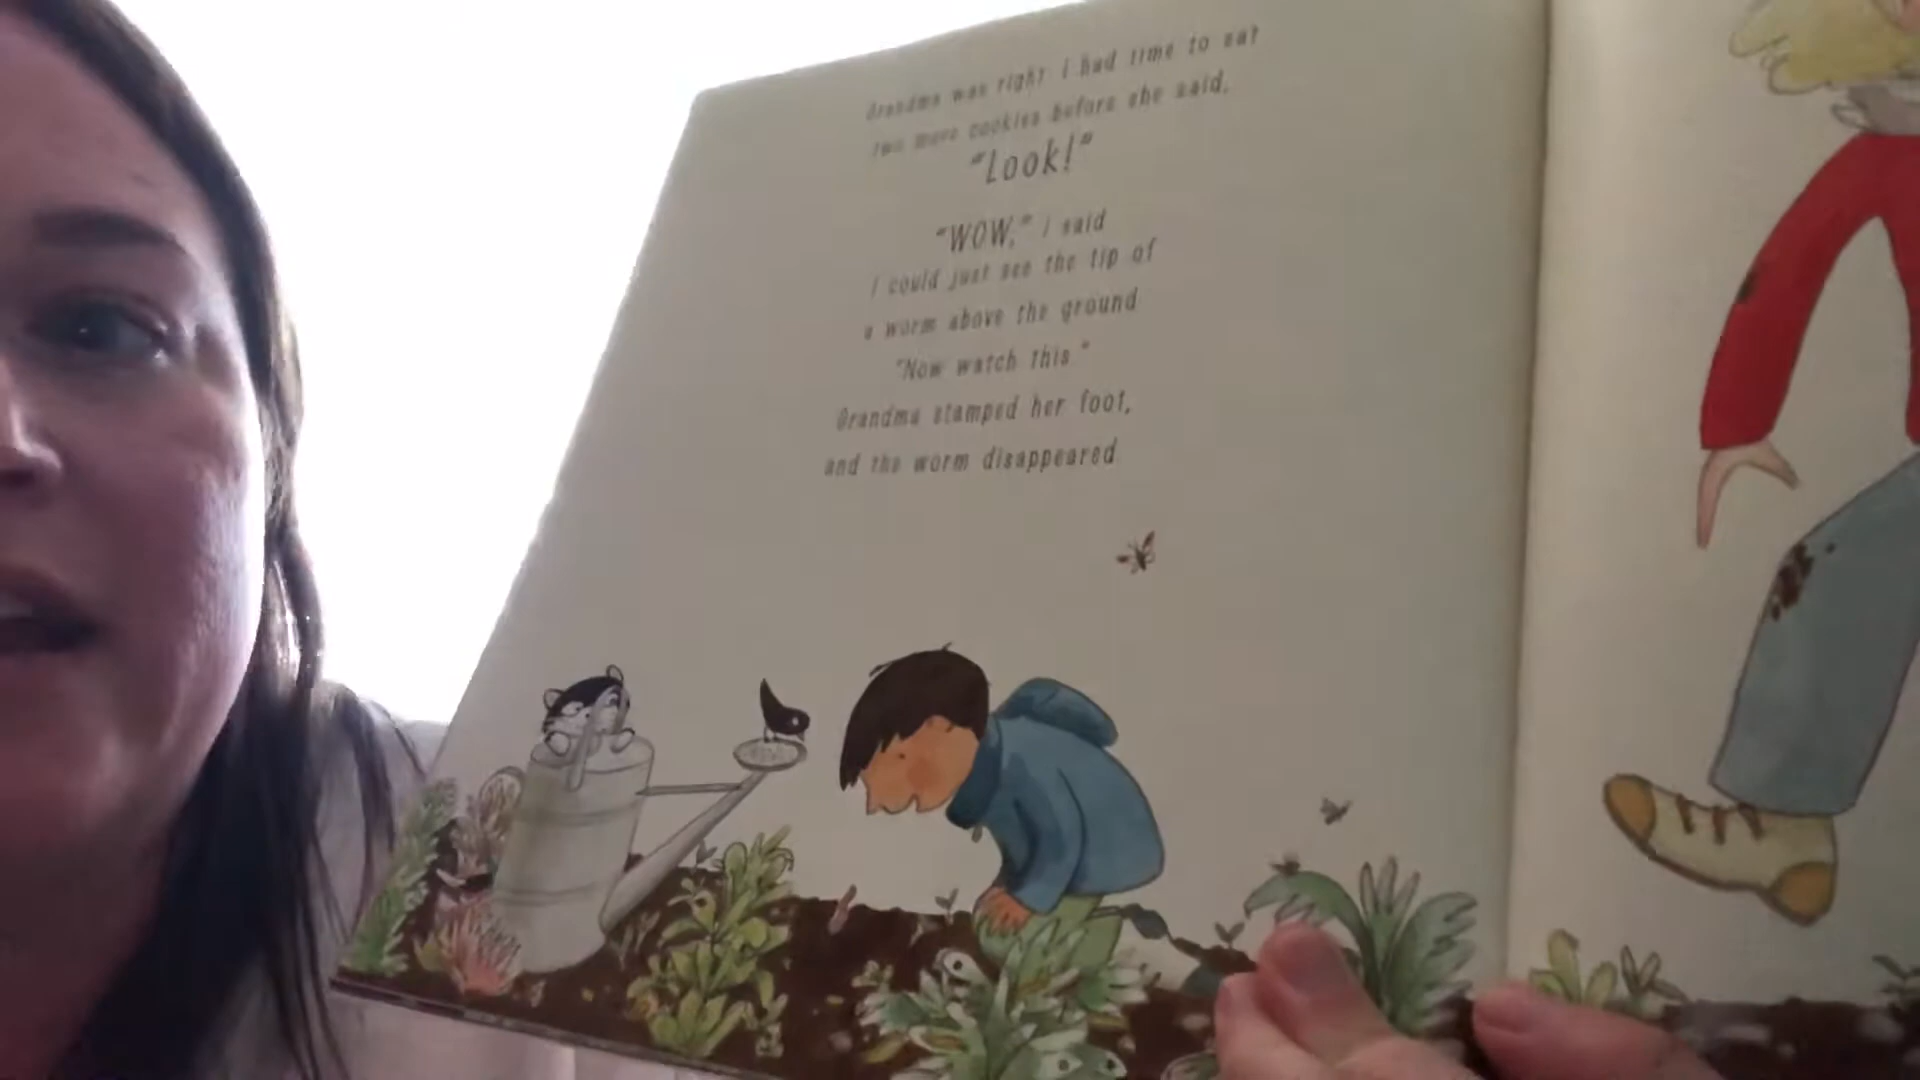 Grandma was right. I had time to eat
two more cookies before she said,
"Look!"
"WOW," I said
I could just see the tip of
a worm above the ground
"Now watch this."
Grandma stamped her foot,
and the worm disappeared